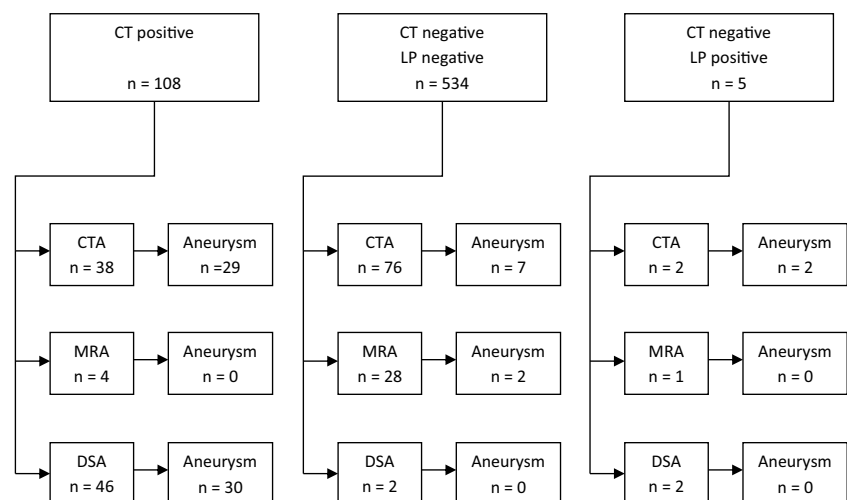 CT positive
n = 108
CT negative
LP negative
n = 534
CT negative
LP positive
n = 5
CTA
n = 38
Aneurysm
n =29
CTA
n = 76
Aneurysm
n = 7
CTA
n = 2
Aneurysm
n = 2
MRA
n = 4
Aneurysm
n = 0
MRA
n = 28
Aneurysm
n = 2
MRA
n = 1
Aneurysm
n = 0
DSA
n = 46
Aneurysm
n = 30
DSA
n = 2
Aneurysm
n = 0
DSA
n = 2
Aneurysm
n = 0